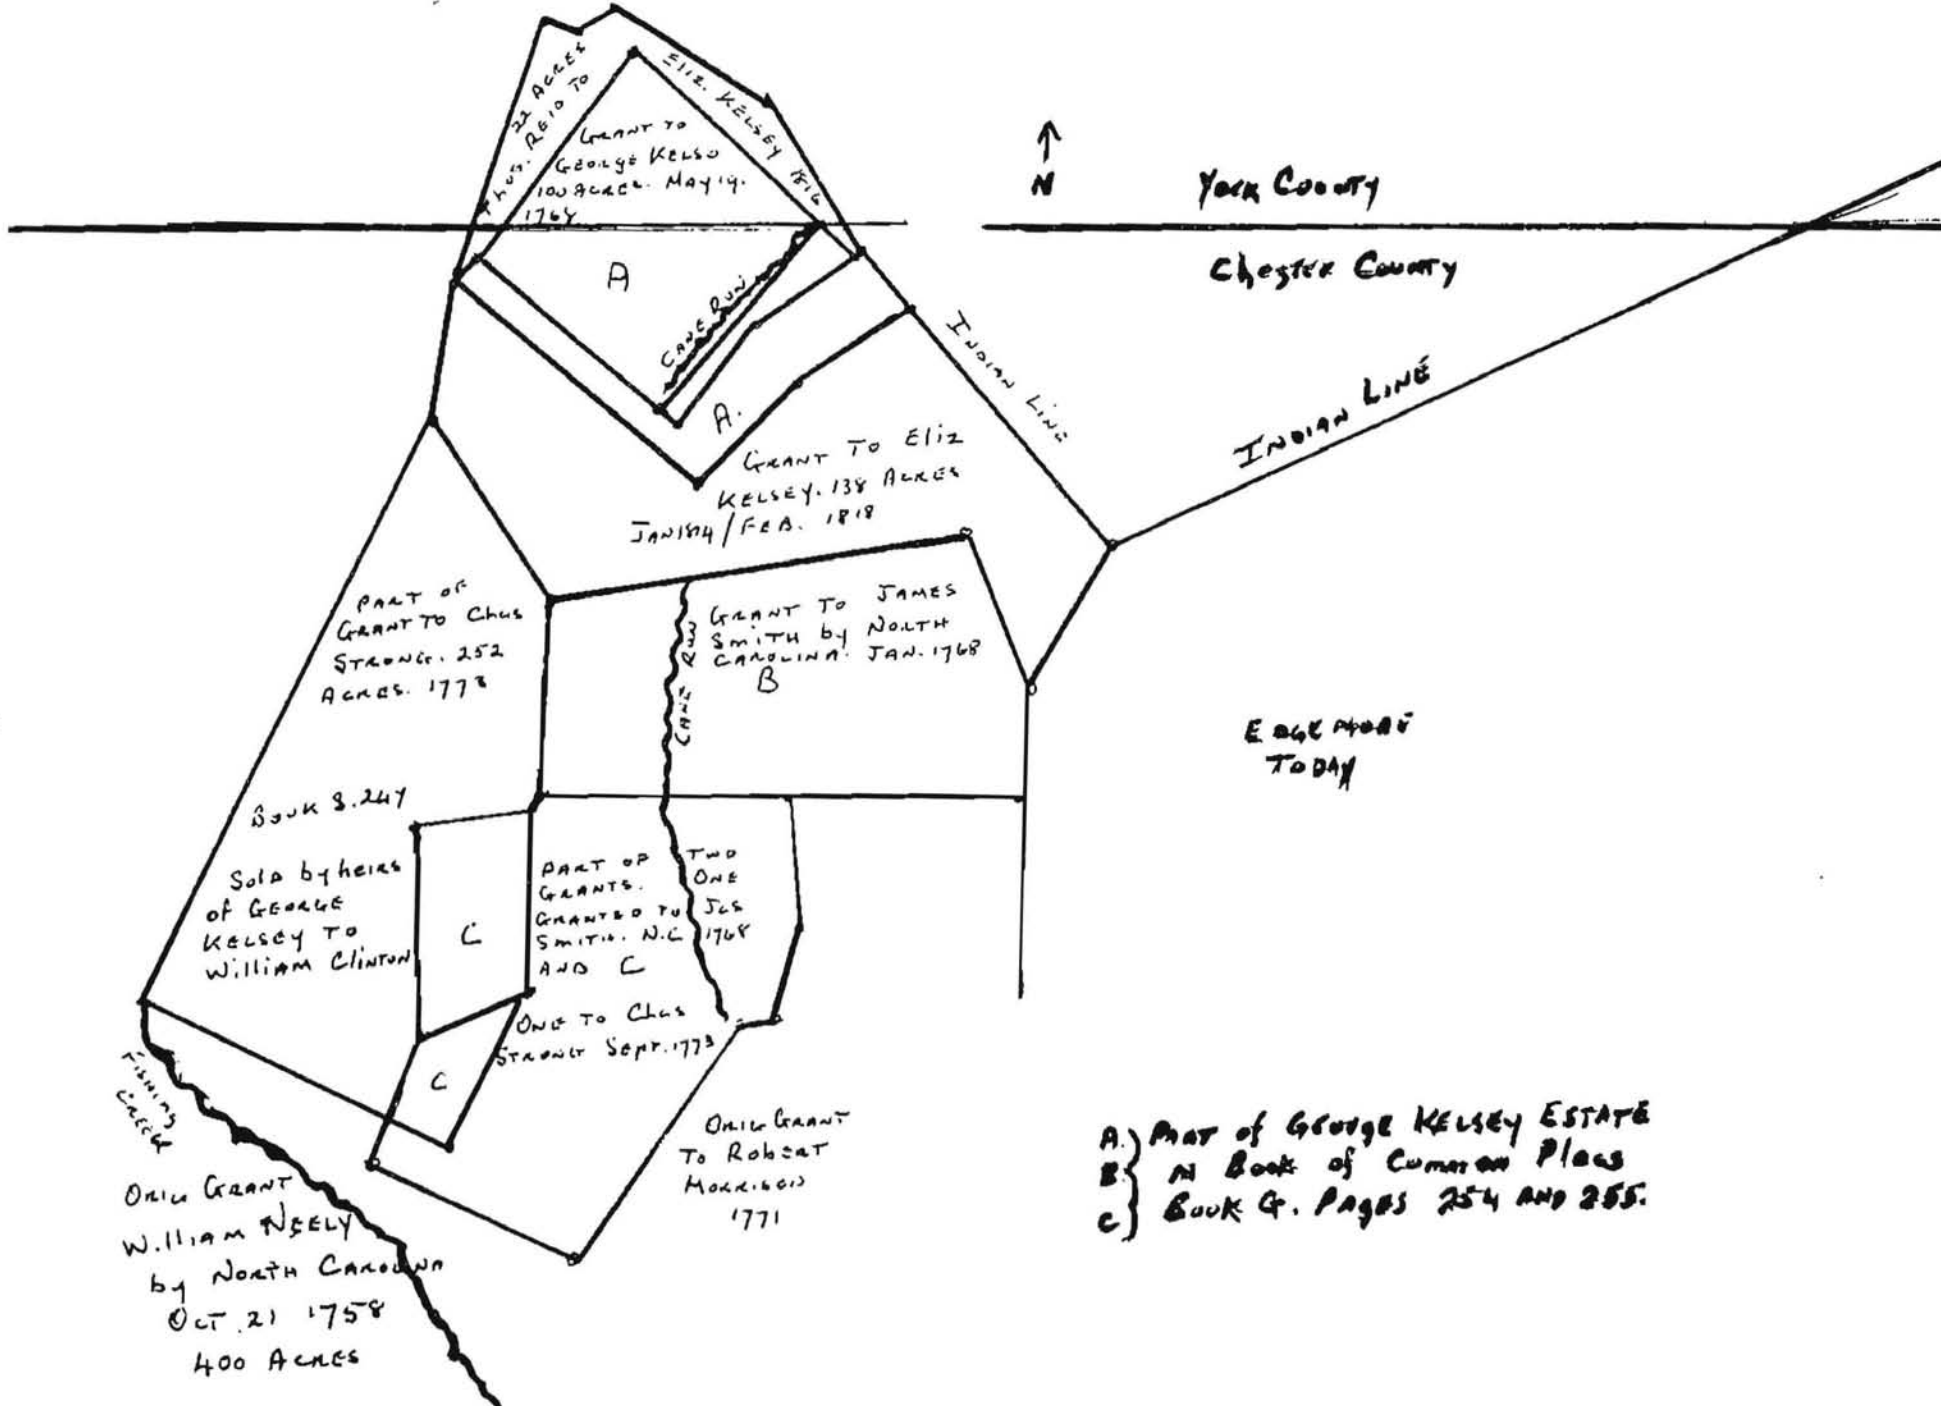 22 ACRES
THOS. REID TO
ELIZ. KELSEY 1816
GRANT TO
GEORGE KELSO
100 ACRES. MAY 19.
1768
A
CANE RUN
A.
N
YORK COUNTY
CHESTER COUNTY
INDIAN LINE
INDIAN LINE
GRANT TO ELIZ
KELSEY. 138 ACRES
JAN 1814 / FEB. 1818
PART OF
GRANT TO Chas
STRONG. 252
ACRES. 1773
CANE RUN
GRANT TO JAMES
SMITH by NORTH
CAROLINA. JAN. 1768
B
EDGEMOOR
TODAY
BOOK S. 247
Sold by heirs
of GEORGE
KELSEY TO
William CLINTON
C
PART OF TWO
GRANTS. ONE
GRANTED TO JAS
SMITH. N.C 1768
AND C
ONE TO Chas
STRONG Sept. 1773
C
FISHING
CREEK
ORIG GRANT
William NEELY
by NORTH CAROLINA
OCT. 21 1758
400 ACRES
ORIG GRANT
To Robert
MORRISON
1771
A.} PART of GEORGE KELSEY ESTATE
B.} IN Book of Common Pleas
C} Book G. PAGES 254 AND 255.